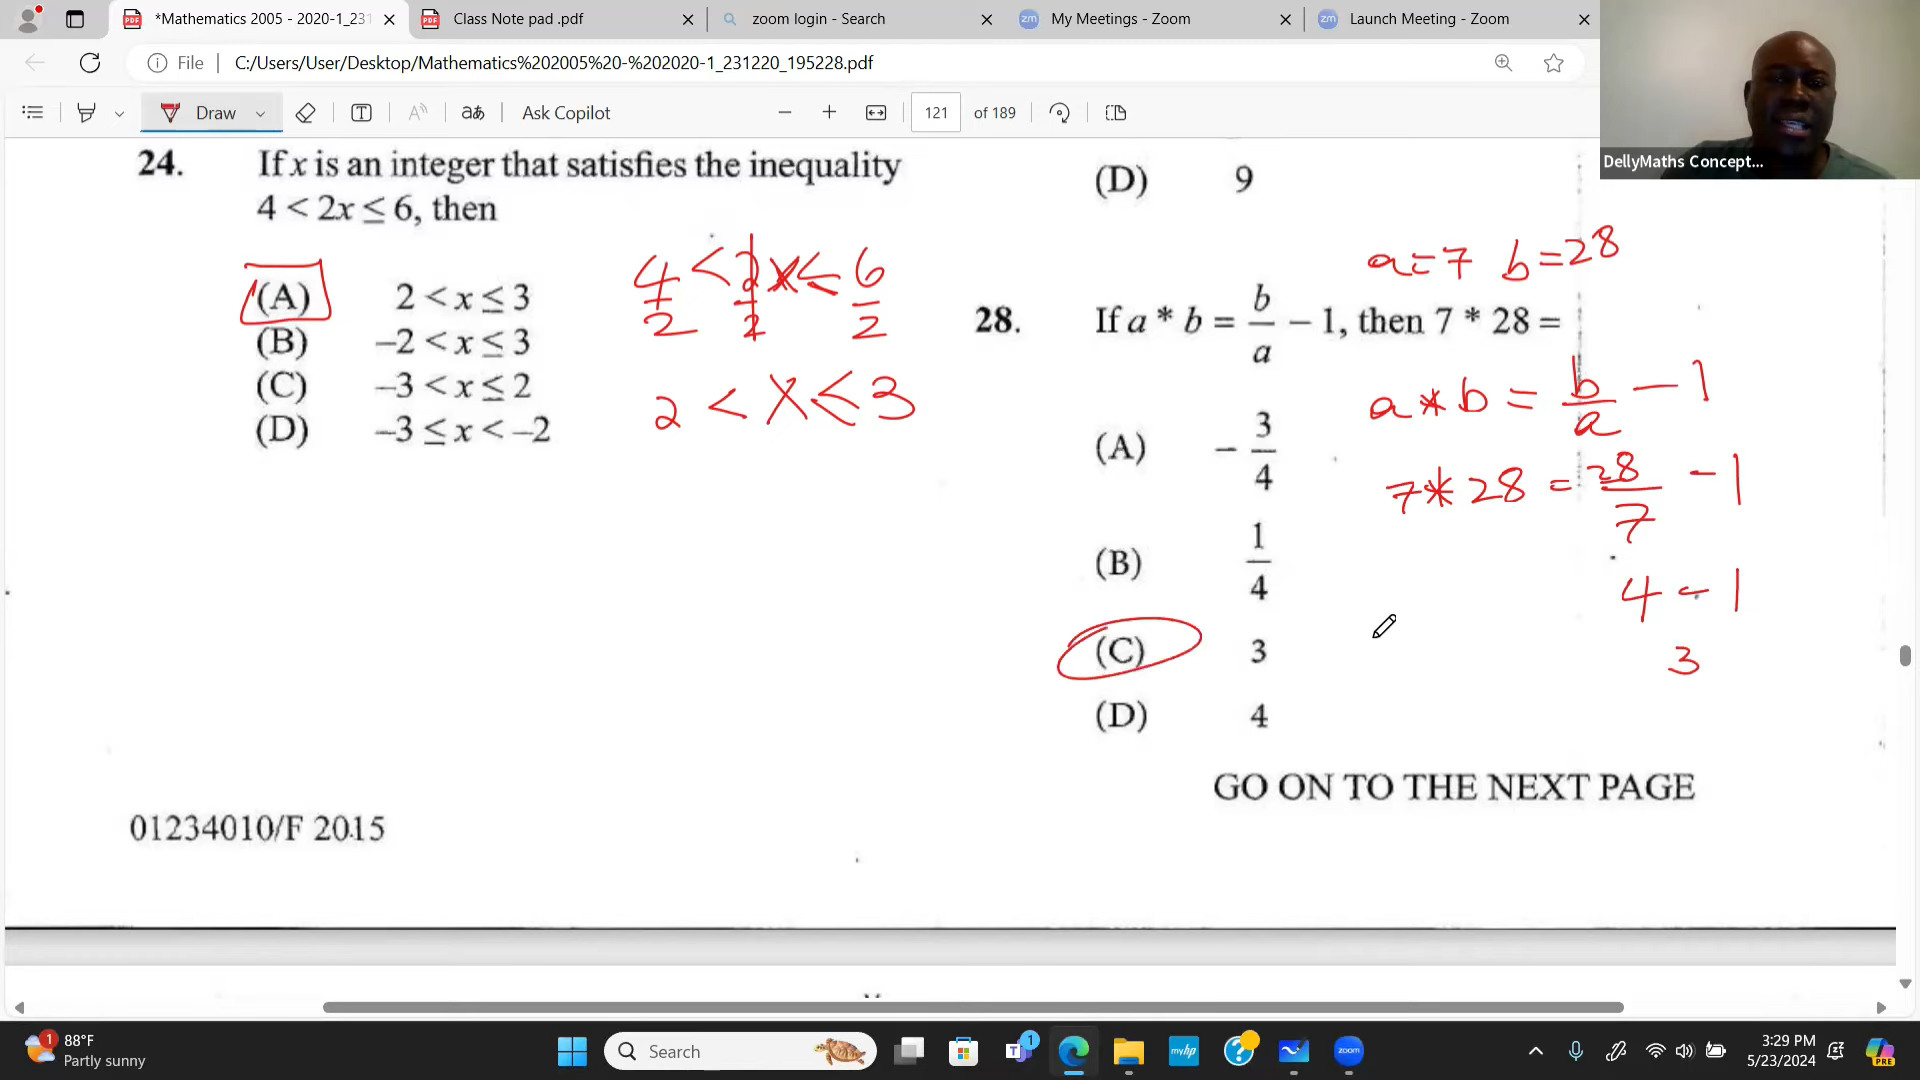 *Mathematics 2005 - 2020-1_231
Class Note pad .pdf
zoom login - Search
My Meetings - Zoom
Launch Meeting - Zoom
File
C:/Users/User/Desktop/Mathematics%202005%20-%202020-1_231220_195228.pdf
Draw
Ask Copilot
121 of 189
DellyMaths Concept...
24. If x is an integer that satisfies the inequality
4 < 2x ≤ 6, then
(A) 2 < x ≤ 3
(B) −2 < x ≤ 3
(C) −3 < x ≤ 2
(D) −3 ≤ x < −2
4/2 < 2x/2 ≤ 6/2
2 < x ≤ 3
01234010/F 2015
(D) 9
a = 7 b = 28
28. If a * b = b/a − 1, then 7 * 28 =
a * b = b/a − 1
(A) −3/4
7 * 28 = 28/7 − 1
(B) 1/4
4 − 1
(C) 3
3
(D) 4
GO ON TO THE NEXT PAGE
1
88°F
Partly sunny
Search
1
myhp
zoom
3:29 PM
5/23/2024
PRE